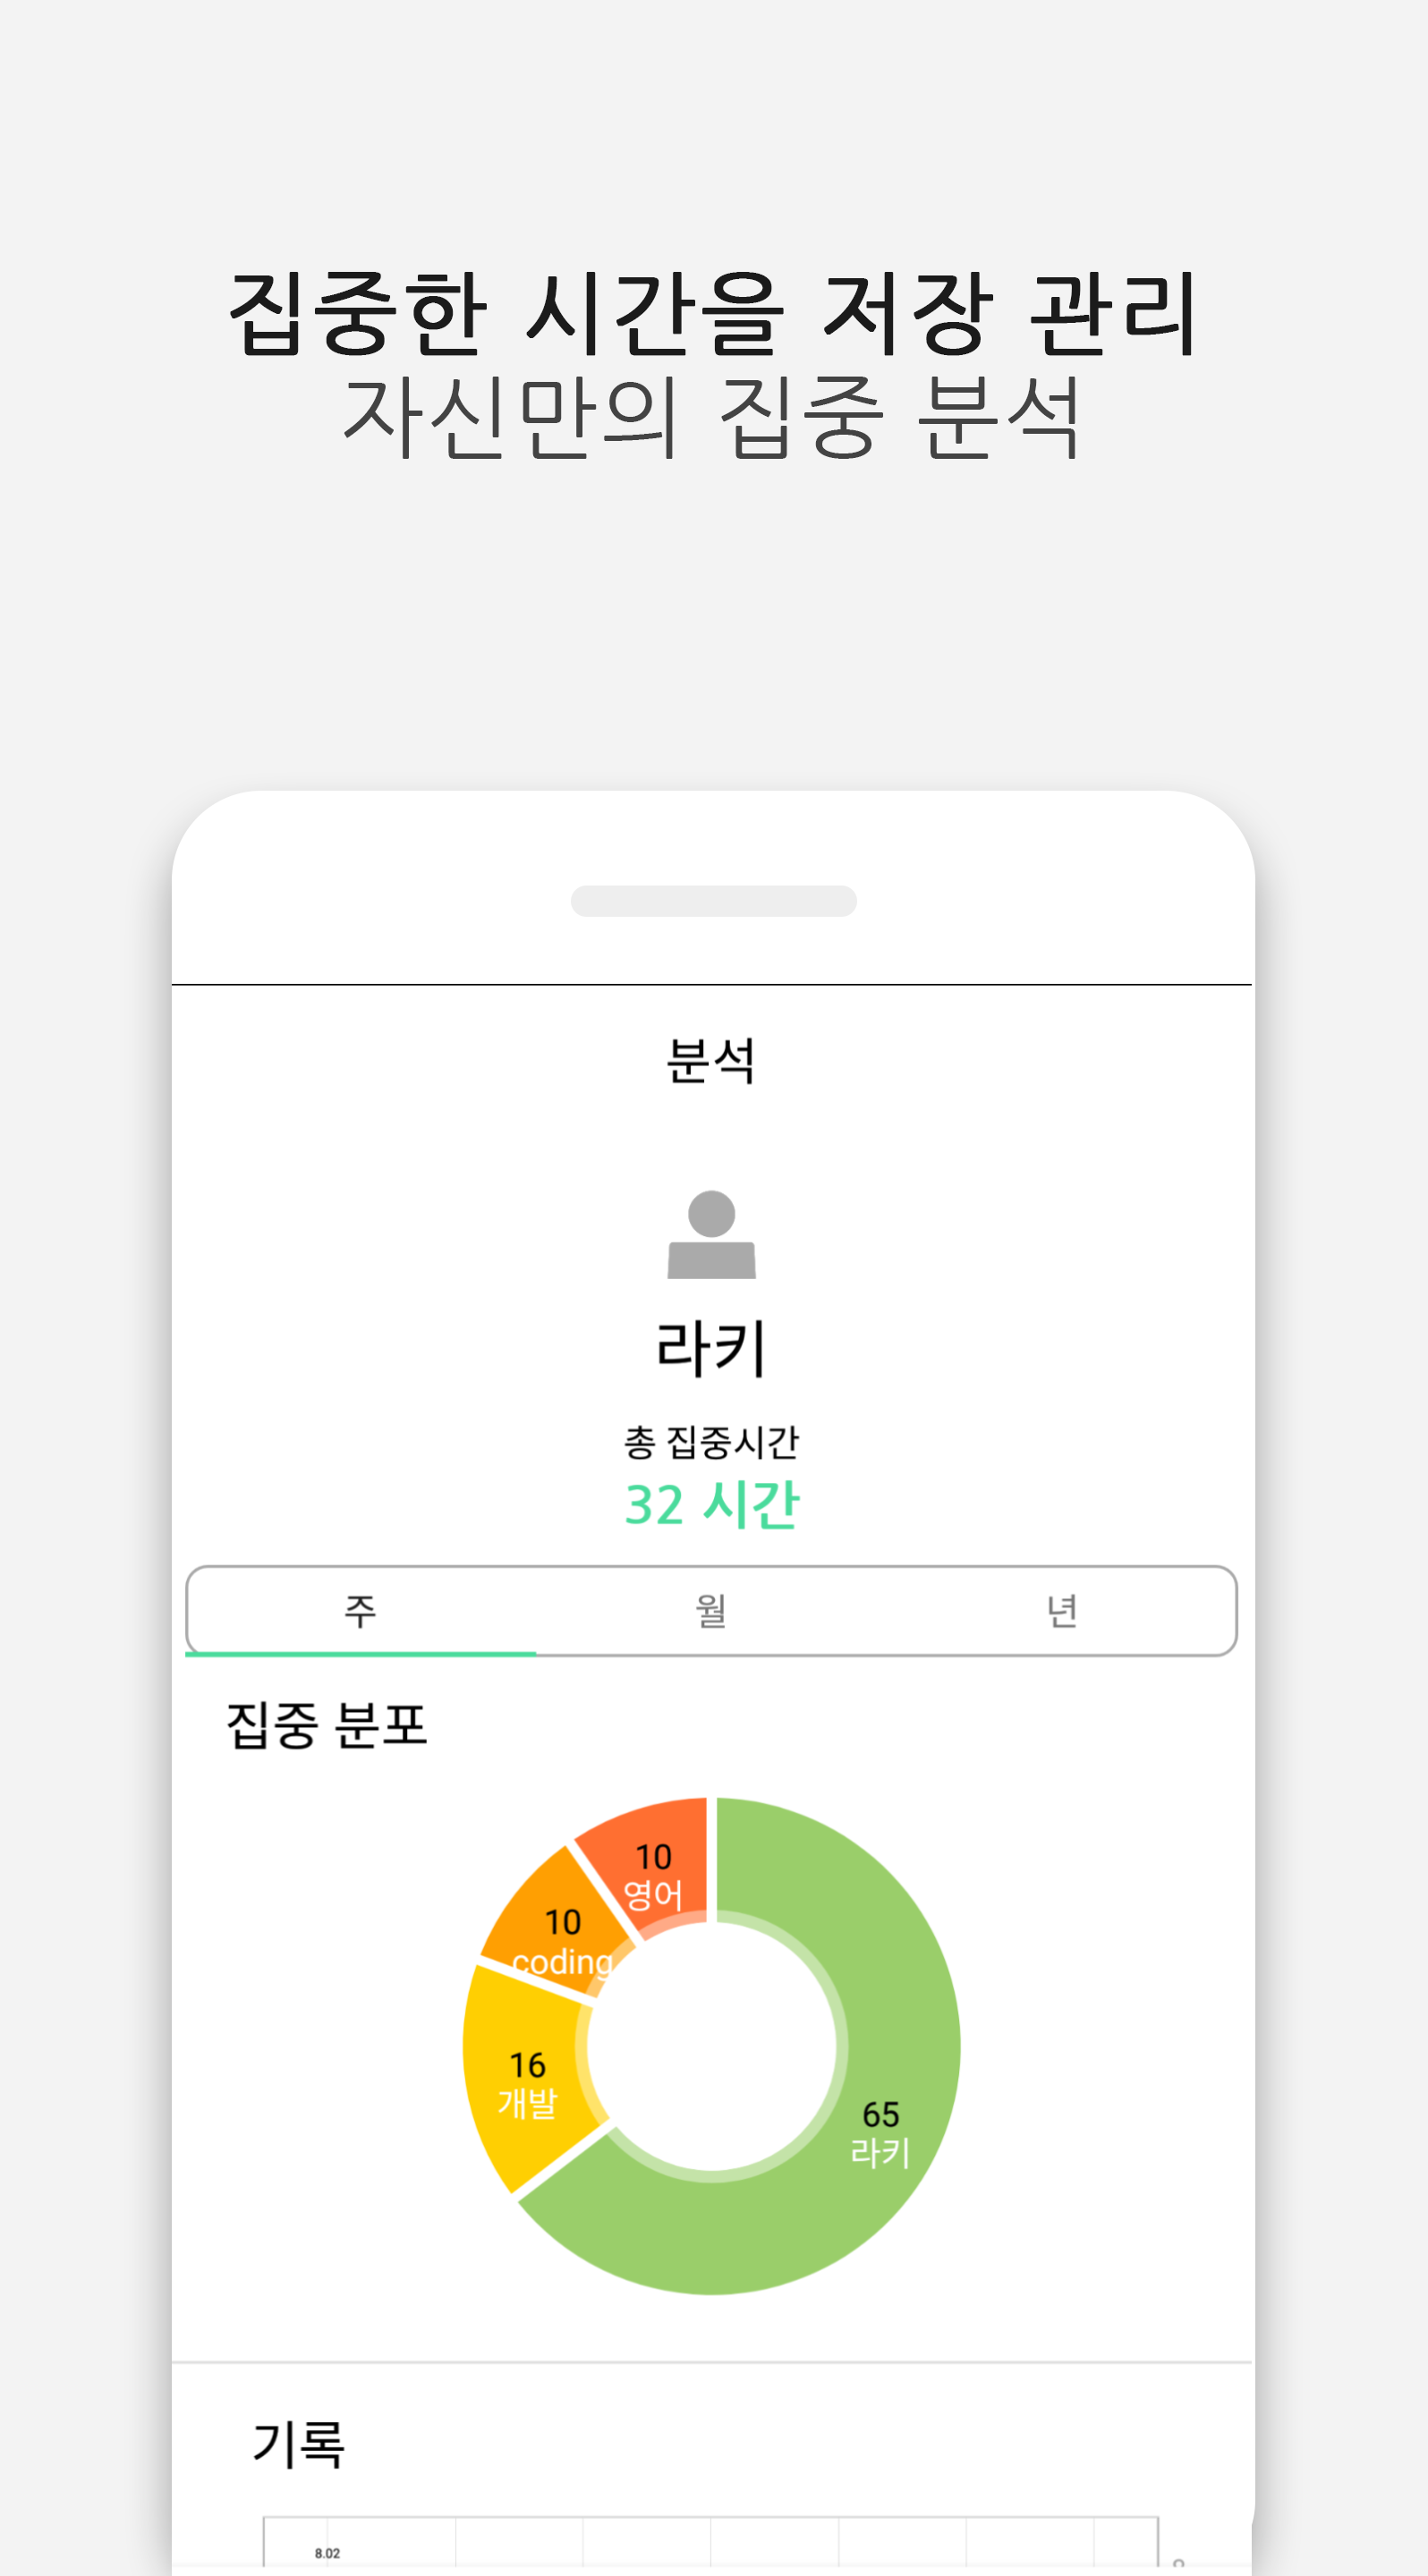 집중한 시간을 저장 관리
자신만의 집중 분석
분석
라키
총 집중시간
32 시간
주 월 년
집중 분포
10
영어
10
coding
16
개발
65
라키
기록
8.02